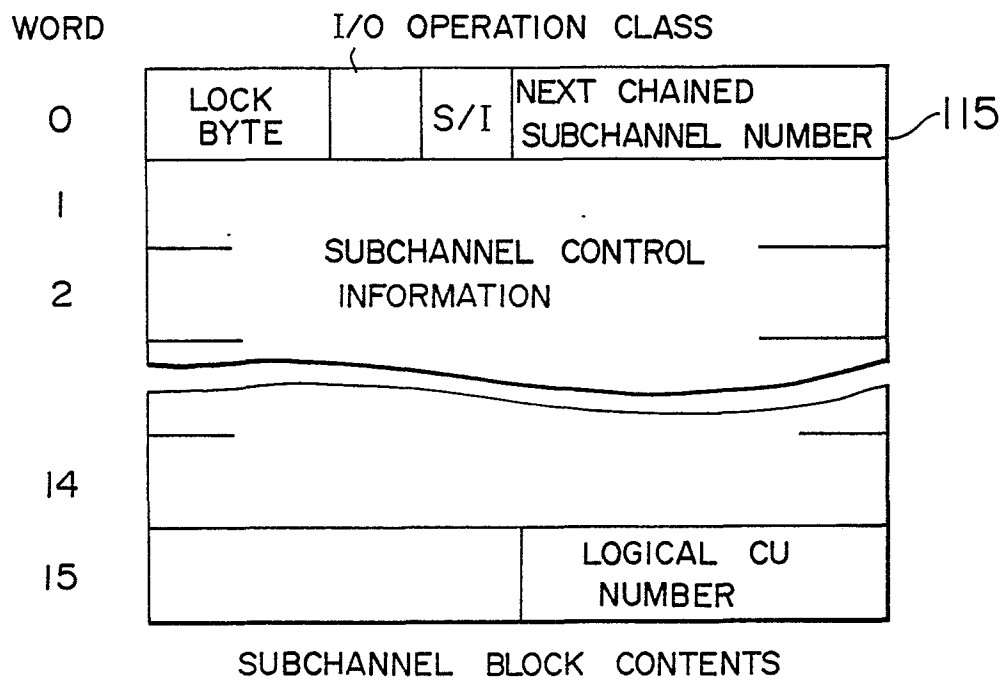 WORD
I/O OPERATION CLASS
0
LOCK
BYTE
S/I
NEXT CHAINED
SUBCHANNEL NUMBER
115
1
SUBCHANNEL CONTROL
2
INFORMATION
14
15
LOGICAL CU
NUMBER
SUBCHANNEL BLOCK CONTENTS